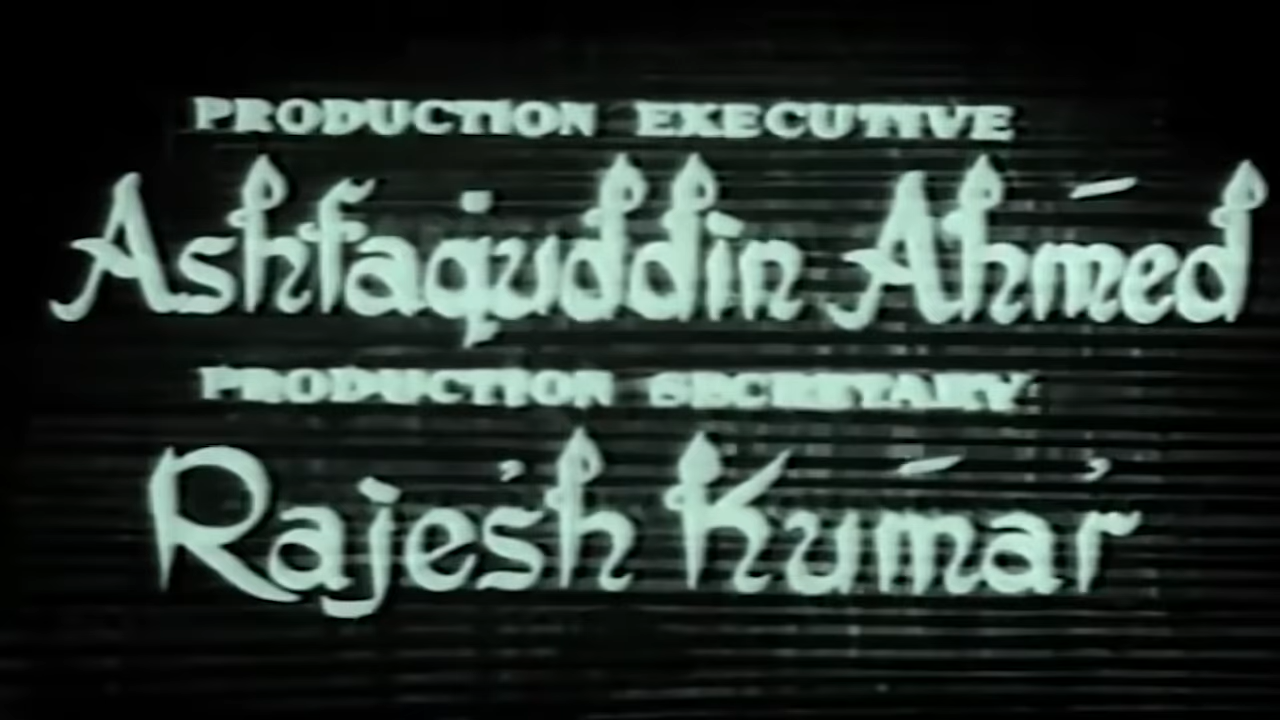 PRODUCTION EXECUTIVE
Ashfaquddin Ahmed
PRODUCTION SECRETARY
Rajesh Kumar